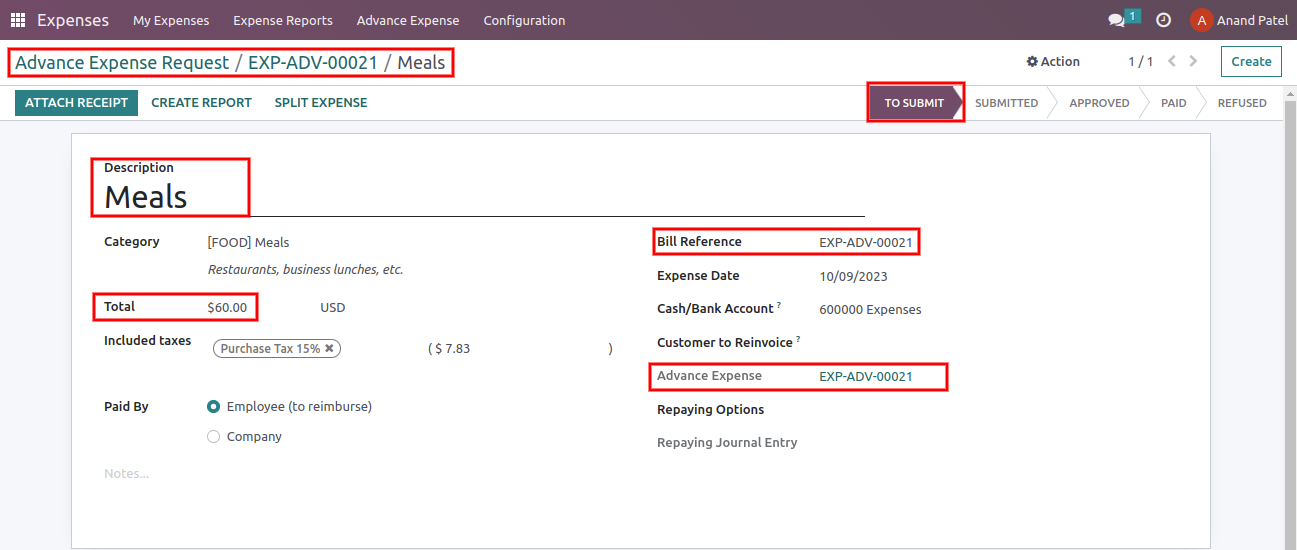 Expenses My Expenses Expense Reports Advance Expense Configuration 1 A Anand Patel
Advance Expense Request / EXP-ADV-00021 / Meals Action 1 / 1 Create
ATTACH RECEIPT CREATE REPORT SPLIT EXPENSE TO SUBMIT SUBMITTED APPROVED PAID REFUSED
Description
Meals
Category [FOOD] Meals Bill Reference EXP-ADV-00021
Restaurants, business lunches, etc.
Expense Date 10/09/2023
Total $60.00 USD Cash/Bank Account ? 600000 Expenses
Included taxes Purchase Tax 15% ✖ ( $ 7.83 ) Customer to Reinvoice ?
Advance Expense EXP-ADV-00021
Paid By Employee (to reimburse) Repaying Options
Company Repaying Journal Entry
Notes...